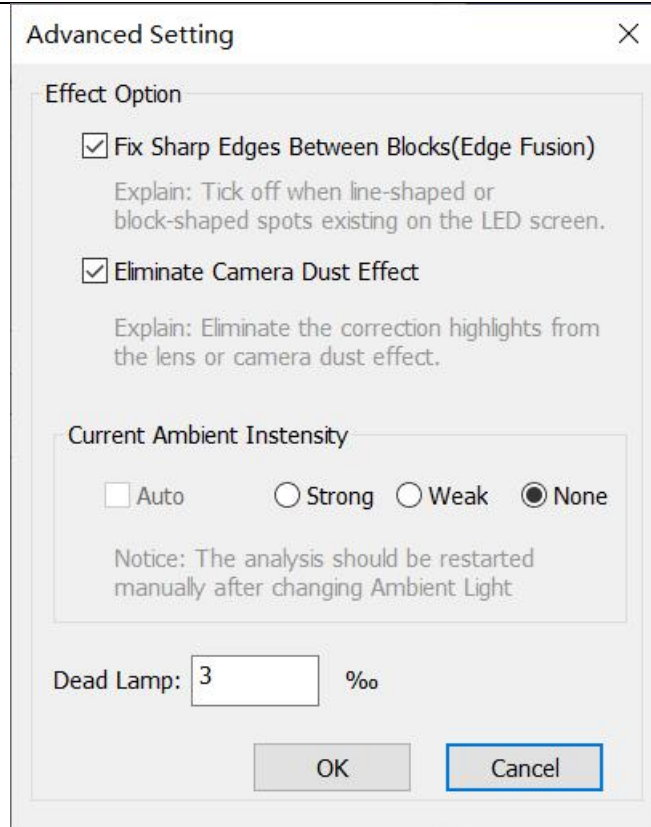 Advanced Setting
Effect Option
Fix Sharp Edges Between Blocks(Edge Fusion)
Explain: Tick off when line-shaped or
block-shaped spots existing on the LED screen.
Eliminate Camera Dust Effect
Explain: Eliminate the correction highlights from
the lens or camera dust effect.
Current Ambient Instensity
Auto Strong Weak None
Notice: The analysis should be restarted
manually after changing Ambient Light
Dead Lamp: 3 ‰
OK Cancel